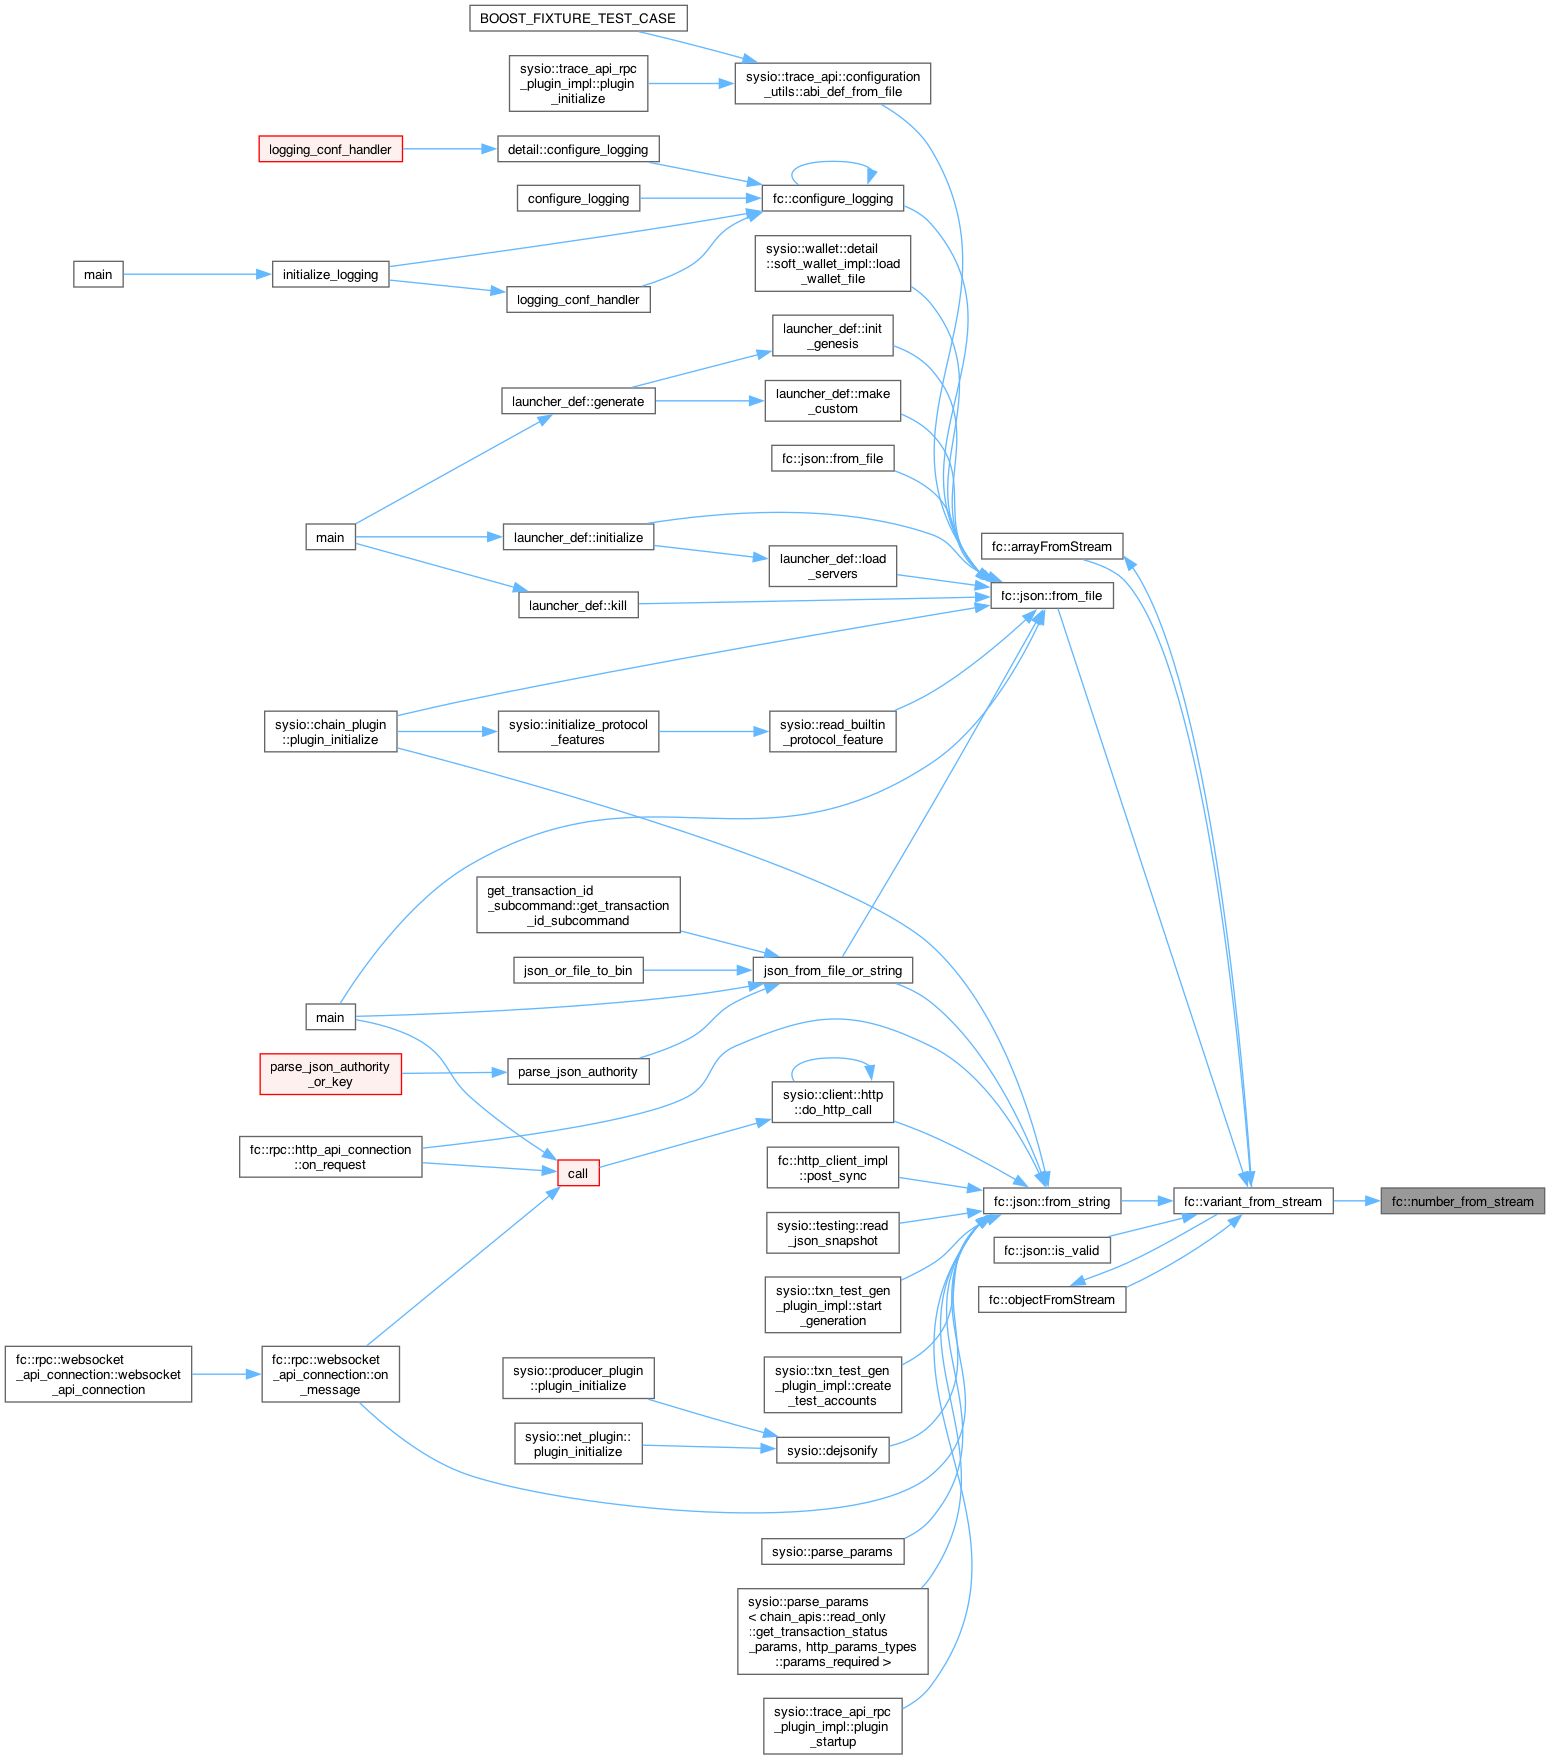 BOOST_FIXTURE_TEST_CASE
sysio::trace_api_rpc
_plugin_impl::plugin
_initialize
sysio::trace_api::configuration
_utils::abi_def_from_file
logging_conf_handler
detail::configure_logging
configure_logging
fc::configure_logging
sysio::wallet::detail
::soft_wallet_impl::load
_wallet_file
main
initialize_logging
logging_conf_handler
launcher_def::init
_genesis
launcher_def::generate
launcher_def::make
_custom
fc::json::from_file
main
launcher_def::initialize
launcher_def::load
_servers
launcher_def::kill
fc::arrayFromStream
fc::json::from_file
sysio::chain_plugin
::plugin_initialize
sysio::initialize_protocol
_features
sysio::read_builtin
_protocol_feature
get_transaction_id
_subcommand::get_transaction
_id_subcommand
json_or_file_to_bin
json_from_file_or_string
main
parse_json_authority
_or_key
parse_json_authority
sysio::client::http
::do_http_call
fc::rpc::http_api_connection
::on_request
call
fc::http_client_impl
::post_sync
fc::json::from_string
fc::variant_from_stream
fc::number_from_stream
sysio::testing::read
_json_snapshot
fc::json::is_valid
fc::objectFromStream
sysio::txn_test_gen
_plugin_impl::start
_generation
fc::rpc::websocket
_api_connection::websocket
_api_connection
fc::rpc::websocket
_api_connection::on
_message
sysio::producer_plugin
::plugin_initialize
sysio::txn_test_gen
_plugin_impl::create
_test_accounts
sysio::net_plugin::
plugin_initialize
sysio::dejsonify
sysio::parse_params
sysio::parse_params
< chain_apis::read_only
::get_transaction_status
_params, http_params_types
::params_required >
sysio::trace_api_rpc
_plugin_impl::plugin
_startup